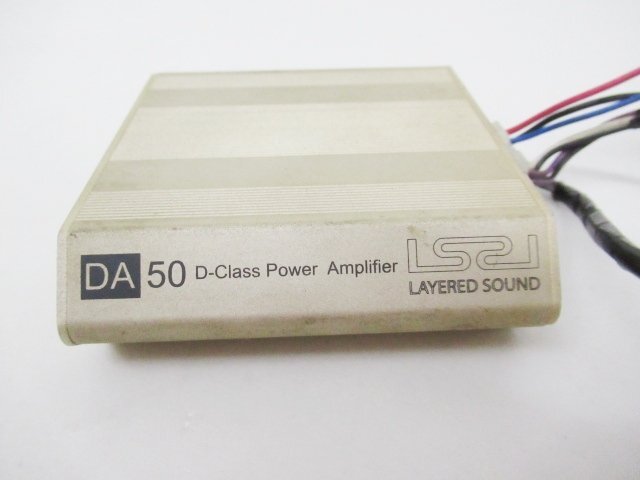 DA 50 D-Class Power Amplifier
LAYERED SOUND